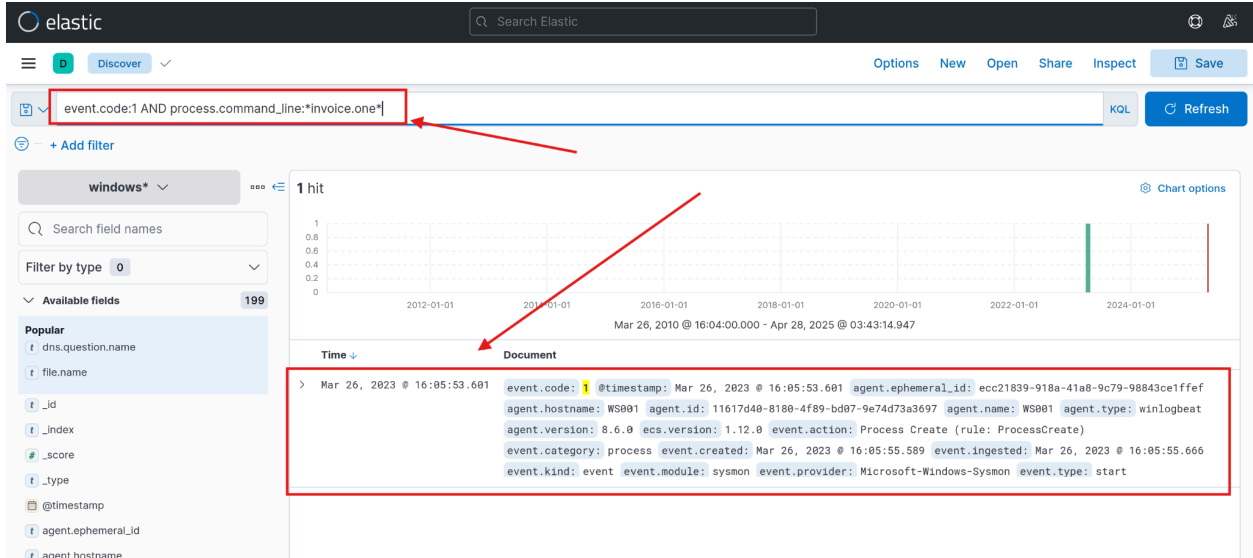 elastic
Search Elastic
D
Discover
Options New Open Share Inspect Save
event.code:1 AND process.command_line:*invoice.one*
KQL
Refresh
+ Add filter
windows*
1 hit
Chart options
Search field names
Filter by type 0
Available fields 199
Popular
t dns.question.name
t file.name
t _id
t _index
# _score
t _type
@timestamp
t agent.ephemeral_id
t agent.hostname
1
0.8
0.6
0.4
0.2
0
2012-01-01 2014-01-01 2016-01-01 2018-01-01 2020-01-01 2022-01-01 2024-01-01
Mar 26, 2010 @ 16:04:00.000 - Apr 28, 2025 @ 03:43:14.947
Time Document
Mar 26, 2023 @ 16:05:53.601 event.code: 1 @timestamp: Mar 26, 2023 @ 16:05:53.601 agent.ephemeral_id: ecc21839-918a-41a8-9c79-98843ce1ffef
agent.hostname: WS001 agent.id: 11617d40-8180-4f89-bd07-9e74d73a3697 agent.name: WS001 agent.type: winlogbeat
agent.version: 8.6.0 ecs.version: 1.12.0 event.action: Process Create (rule: ProcessCreate)
event.category: process event.created: Mar 26, 2023 @ 16:05:55.589 event.ingested: Mar 26, 2023 @ 16:05:55.666
event.kind: event event.module: sysmon event.provider: Microsoft-Windows-Sysmon event.type: start